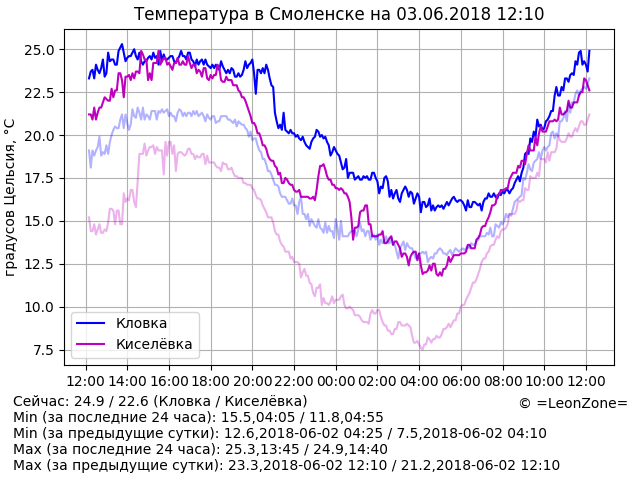 Температура в Смоленске на 03.06.2018 12:10
градусов Цельсия, °C
25.0
22.5
20.0
17.5
15.0
12.5
10.0
7.5
Кловка
Киселёвка
12:00 14:00 16:00 18:00 20:00 22:00 00:00 02:00 04:00 06:00 08:00 10:00 12:00
Сейчас: 24.9 / 22.6 (Кловка / Киселёвка)
© =LeonZone=
Min (за последние 24 часа): 15.5,04:05 / 11.8,04:55
Min (за предыдущие сутки): 12.6,2018-06-02 04:25 / 7.5,2018-06-02 04:10
Max (за последние 24 часа): 25.3,13:45 / 24.9,14:40
Max (за предыдущие сутки): 23.3,2018-06-02 12:10 / 21.2,2018-06-02 12:10